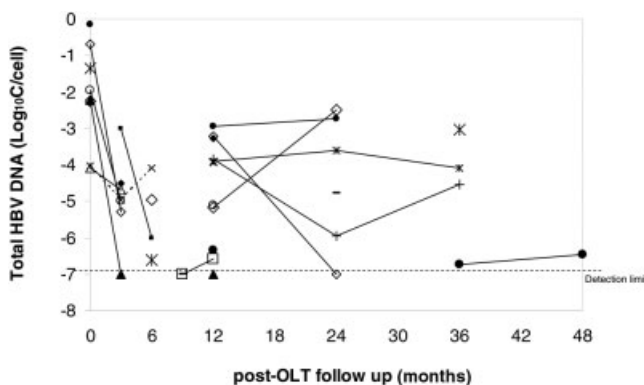 0
-1
-2
-3
-4
-5
-6
-7
-8
Total HBV DNA (Log10C/cell)
Detection limi
0 6 12 18 24 30 36 42 48
post-OLT follow up (months)